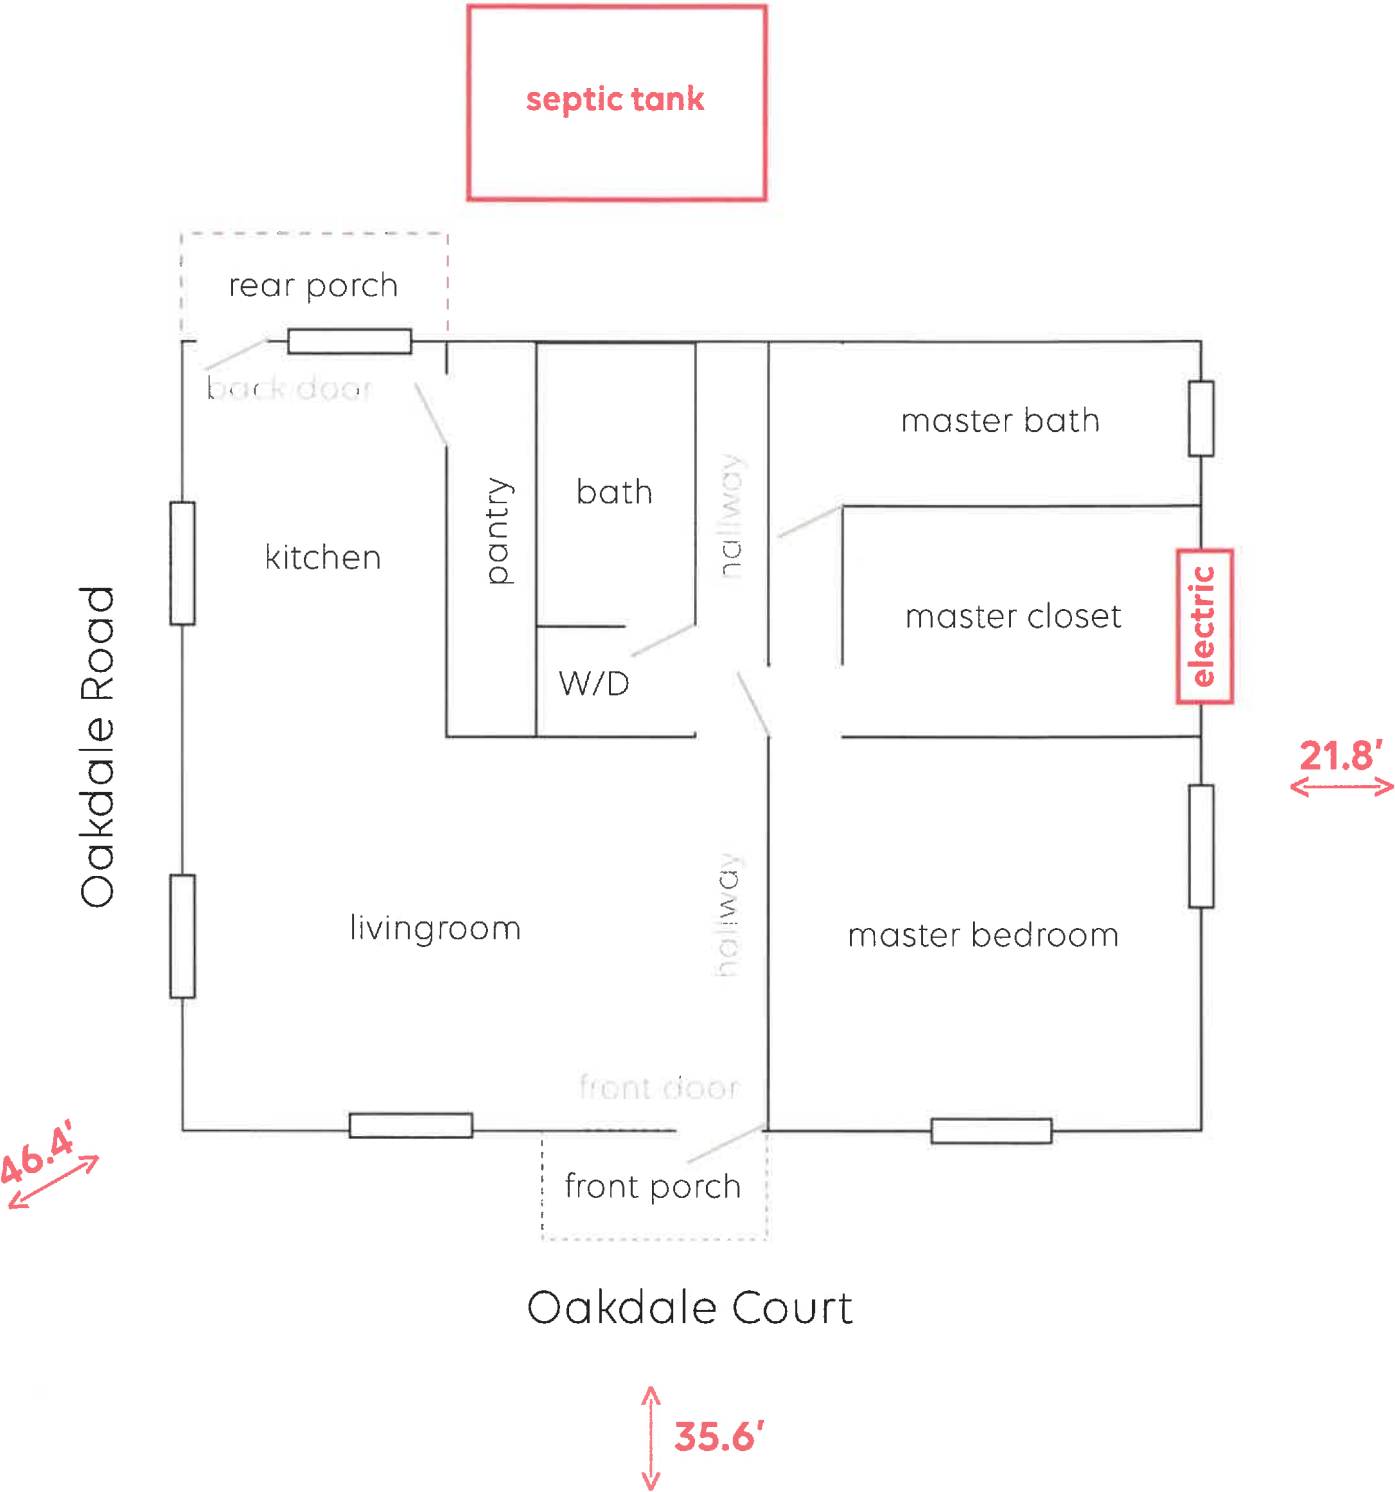 septic tank
rear porch
back door
master bath
bath
hallway
pantry
kitchen
master closet
electric
W/D
Oakdale Road
21.8'
livingroom
hallway
master bedroom
front door
46.4'
front porch
Oakdale Court
35.6'